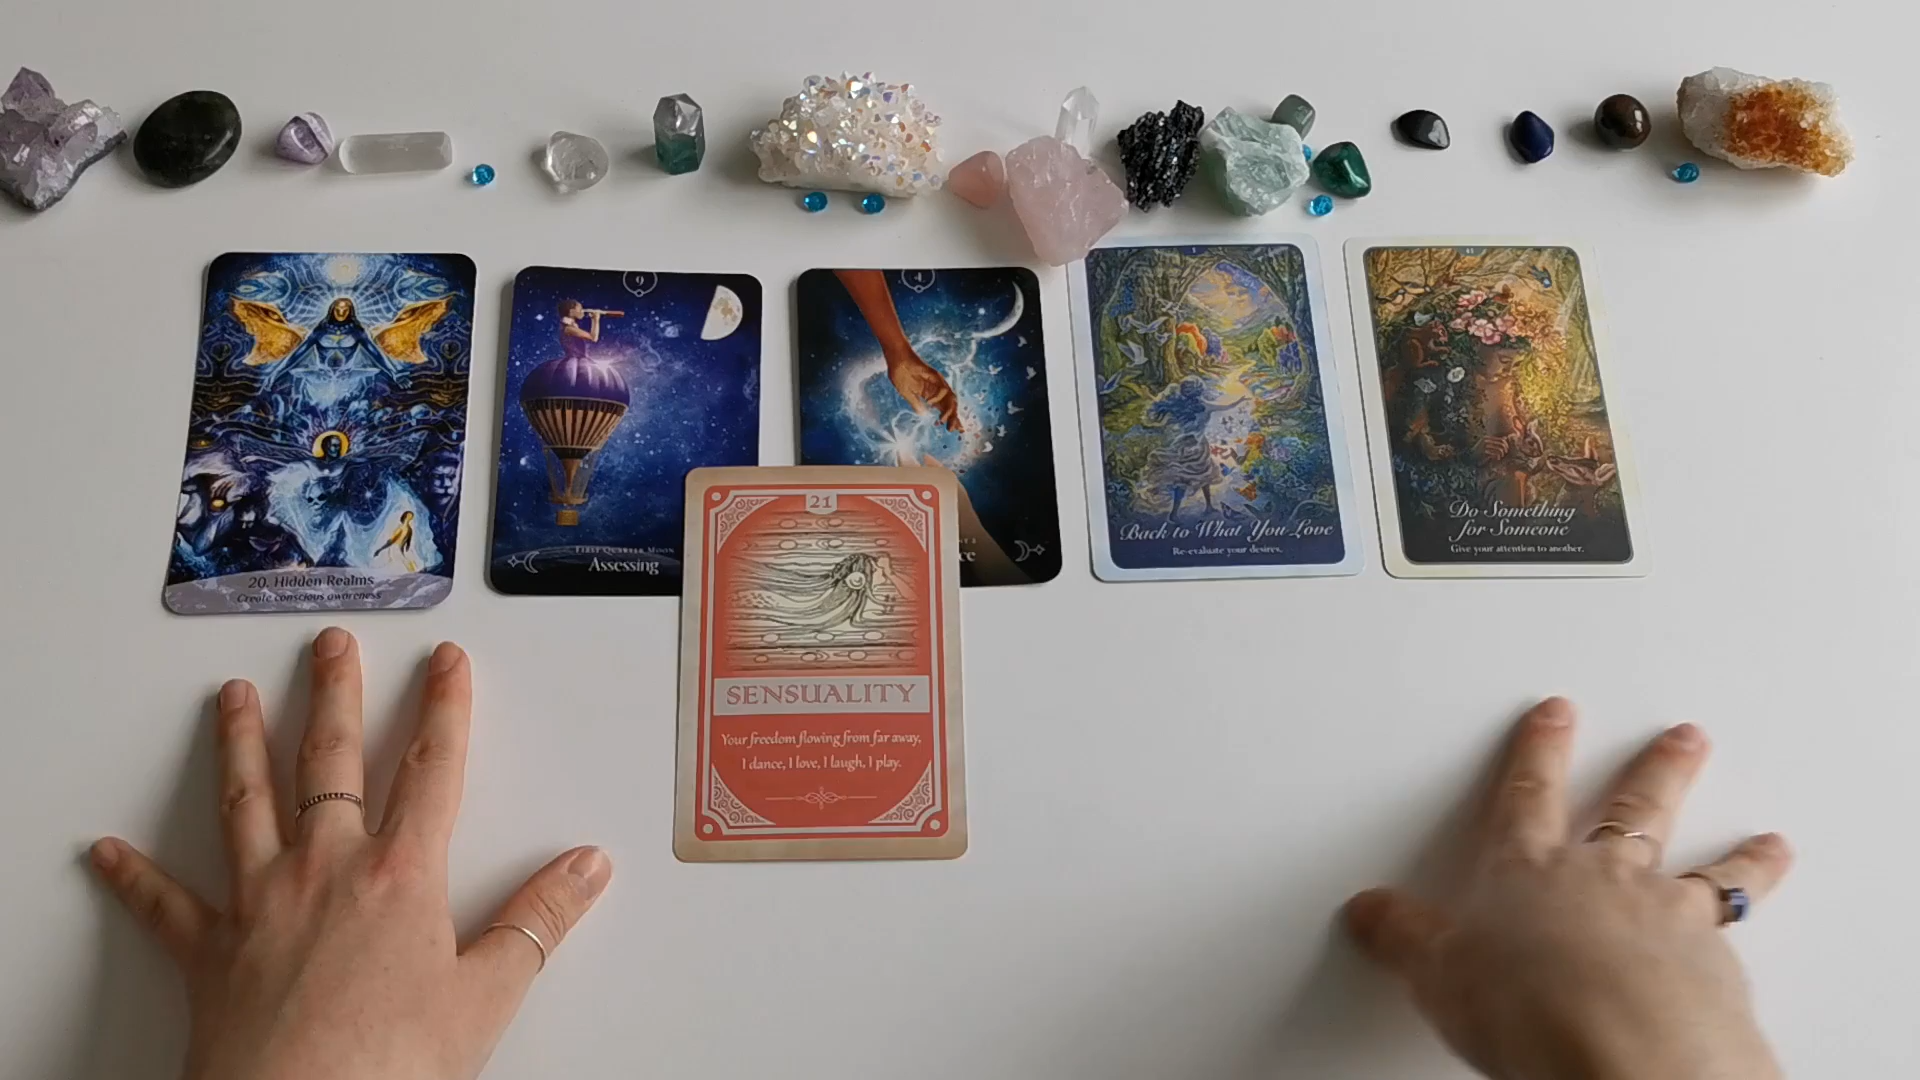 20. Hidden Realms
Create conscious awareness
9
FIRST QUARTER MOON
Assessing
1
Back to What You Love
Re-evaluate your desires.
Do Something
for Someone
Give your attention to another.
21
SENSUALITY
Your freedom flowing from far away,
I dance, I love, I laugh, I play.